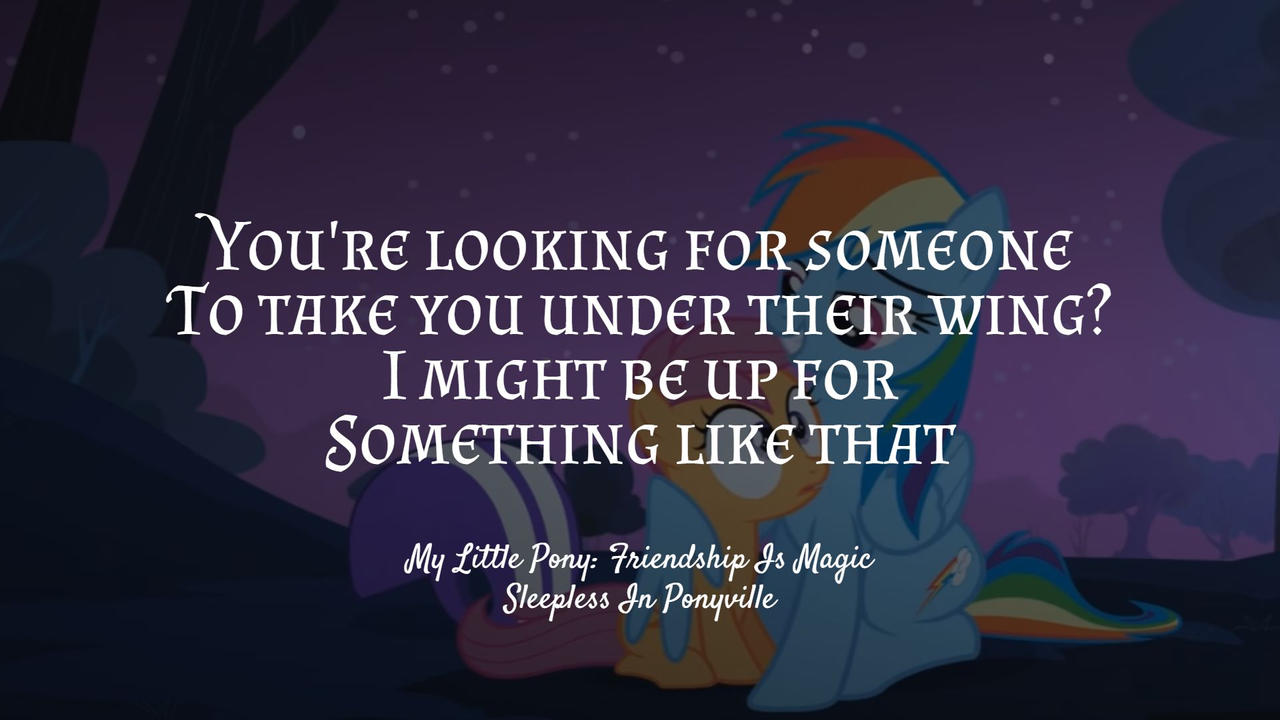 You're looking for someone
To take you under their wing?
I might be up for
Something like that
My Little Pony: Friendship Is Magic
Sleepless In Ponyville